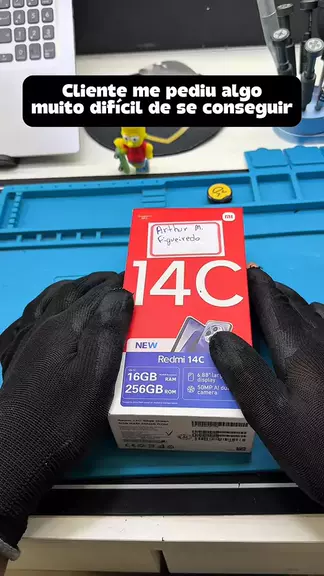 Cliente me pediu algo
muito difícil de se conseguir
mi
Arthur M.
Figueiredo
14C
NEW
Redmi 14C
16GB RAM
256GB ROM
6.88"
display
50MP AI
camera